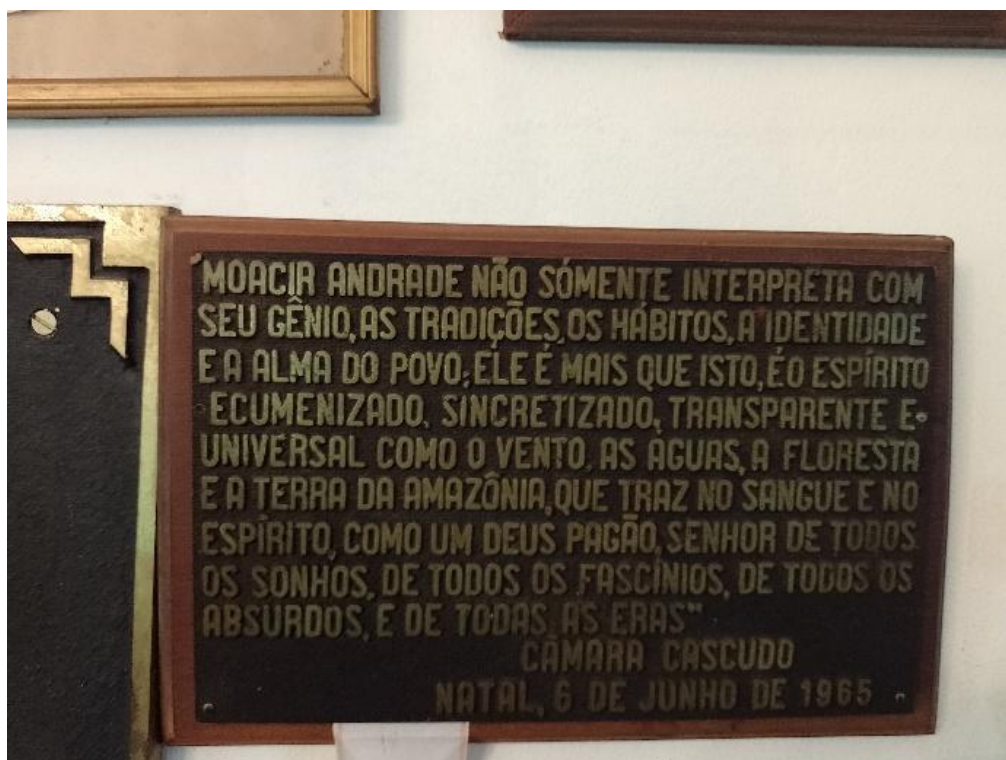 MOACIR ANDRADE NÃO SÓMENTE INTERPRETA COM
SEU GÊNIO, AS TRADIÇÕES, OS HÁBITOS, A IDENTIDADE
E A ALMA DO POVO; ELE É MAIS QUE ISTO, É O ESPÍRITO
ECUMENIZADO, SINCRETIZADO, TRANSPARENTE E
UNIVERSAL COMO O VENTO, AS ÁGUAS, A FLORESTA
E A TERRA DA AMAZÔNIA, QUE TRAZ NO SANGUE E NO
ESPÍRITO, COMO UM DEUS PAGÃO, SENHOR DE TODOS
OS SONHOS, DE TODOS OS FASCÍNIOS, DE TODOS OS
ABSURDOS, E DE TODAS AS ERAS"
CÂMARA CASCUDO
NATAL, 6 DE JUNHO DE 1965